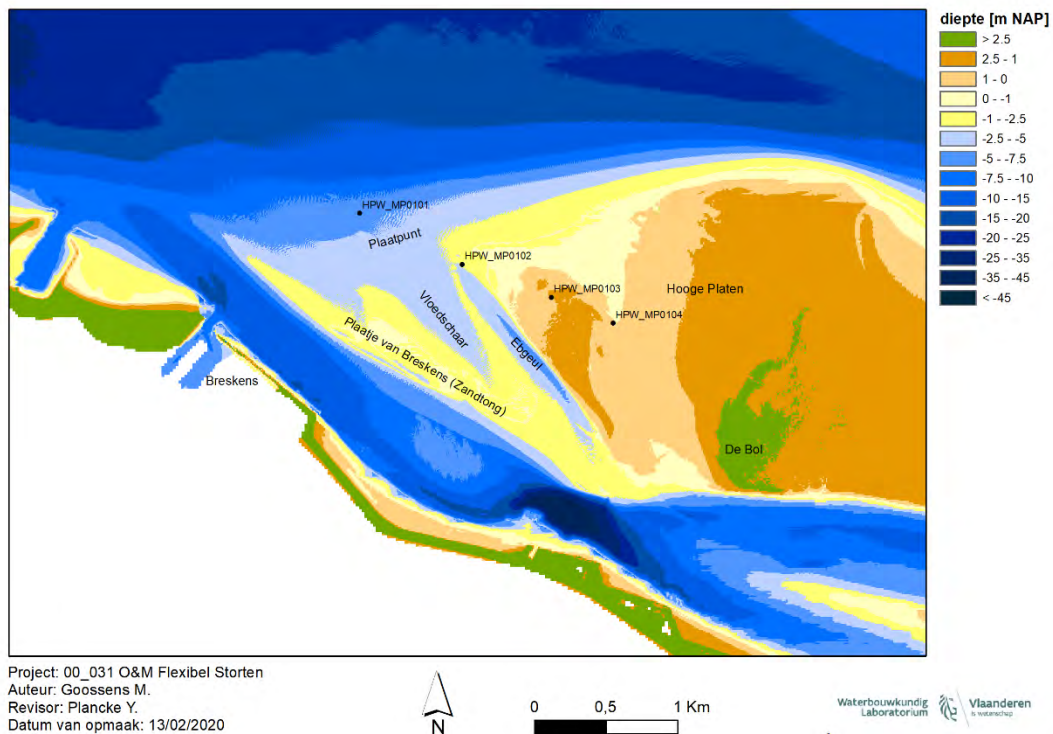 diepte [m NAP]
> 2.5
2.5 - 1
1 - 0
0 - -1
-1 - -2.5
-2.5 - -5
-5 - -7.5
-7.5 - -10
-10 - -15
-15 - -20
-20 - -25
-25 - -35
-35 - -45
< -45
HPW_MP0101
Plaatpunt
HPW_MP0102
HPW_MP0103
Hooge Platen
HPW_MP0104
Vloedschaar
Ebgeul
Plaatje van Breskens (Zandtong)
Breskens
De Bol
Project: 00_031 O&M Flexibel Storten
Auteur: Goossens M.
Revisor: Plancke Y.
Datum van opmaak: 13/02/2020
N
0 0,5 1 Km
Waterbouwkundig
Laboratorium
Vlaanderen
is wetenschap